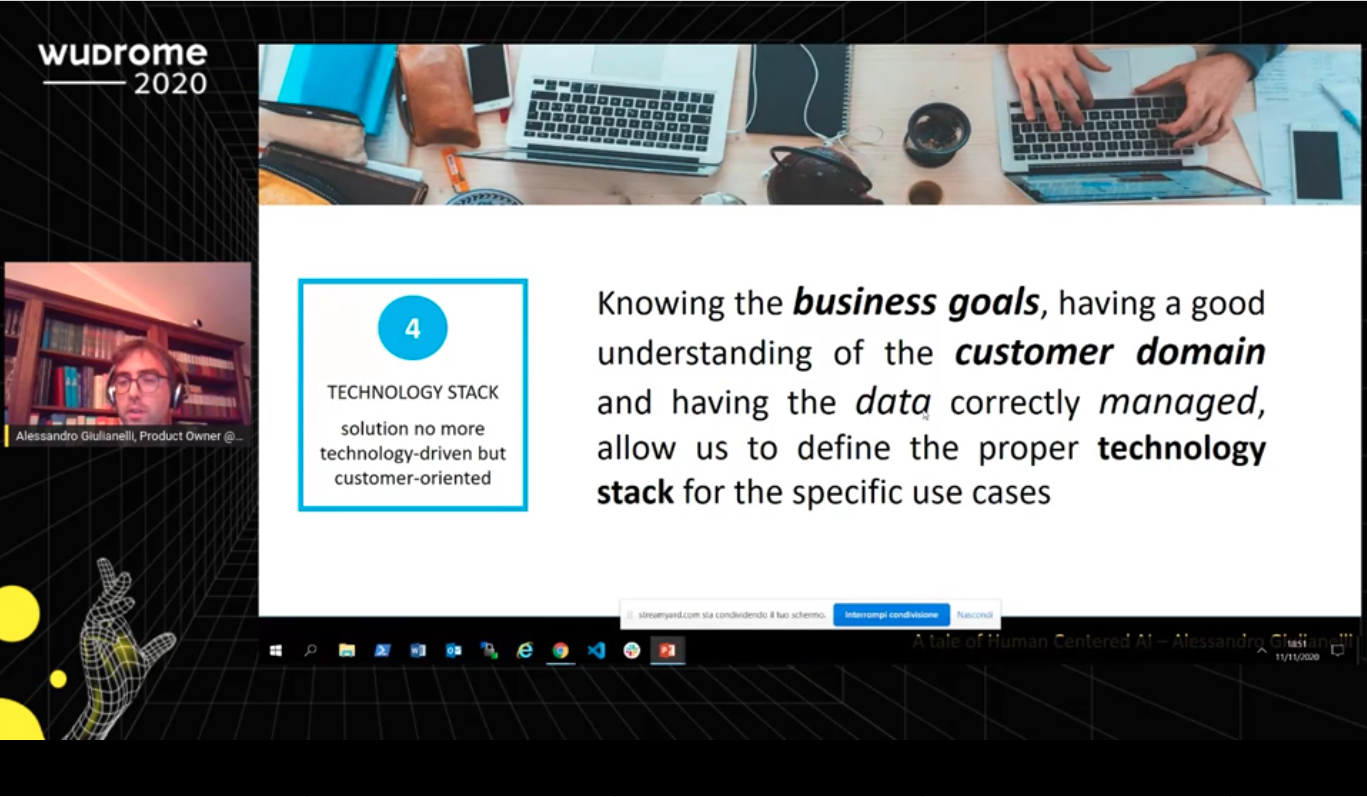 wuDrome
2020
4
TECHNOLOGY STACK
solution no more
technology-driven but
customer-oriented
Knowing the business goals, having a good
understanding of the customer domain
and having the data correctly managed,
allow us to define the proper technology
stack for the specific use cases
Alessandro Giulianelli, Product Owner @...
streamyard.com sta condividendo il tuo schermo. Interrompi condivisione Nascondi
A tale of Human Centered AI – Alessandro Giulianelli
18:51
11/11/2020